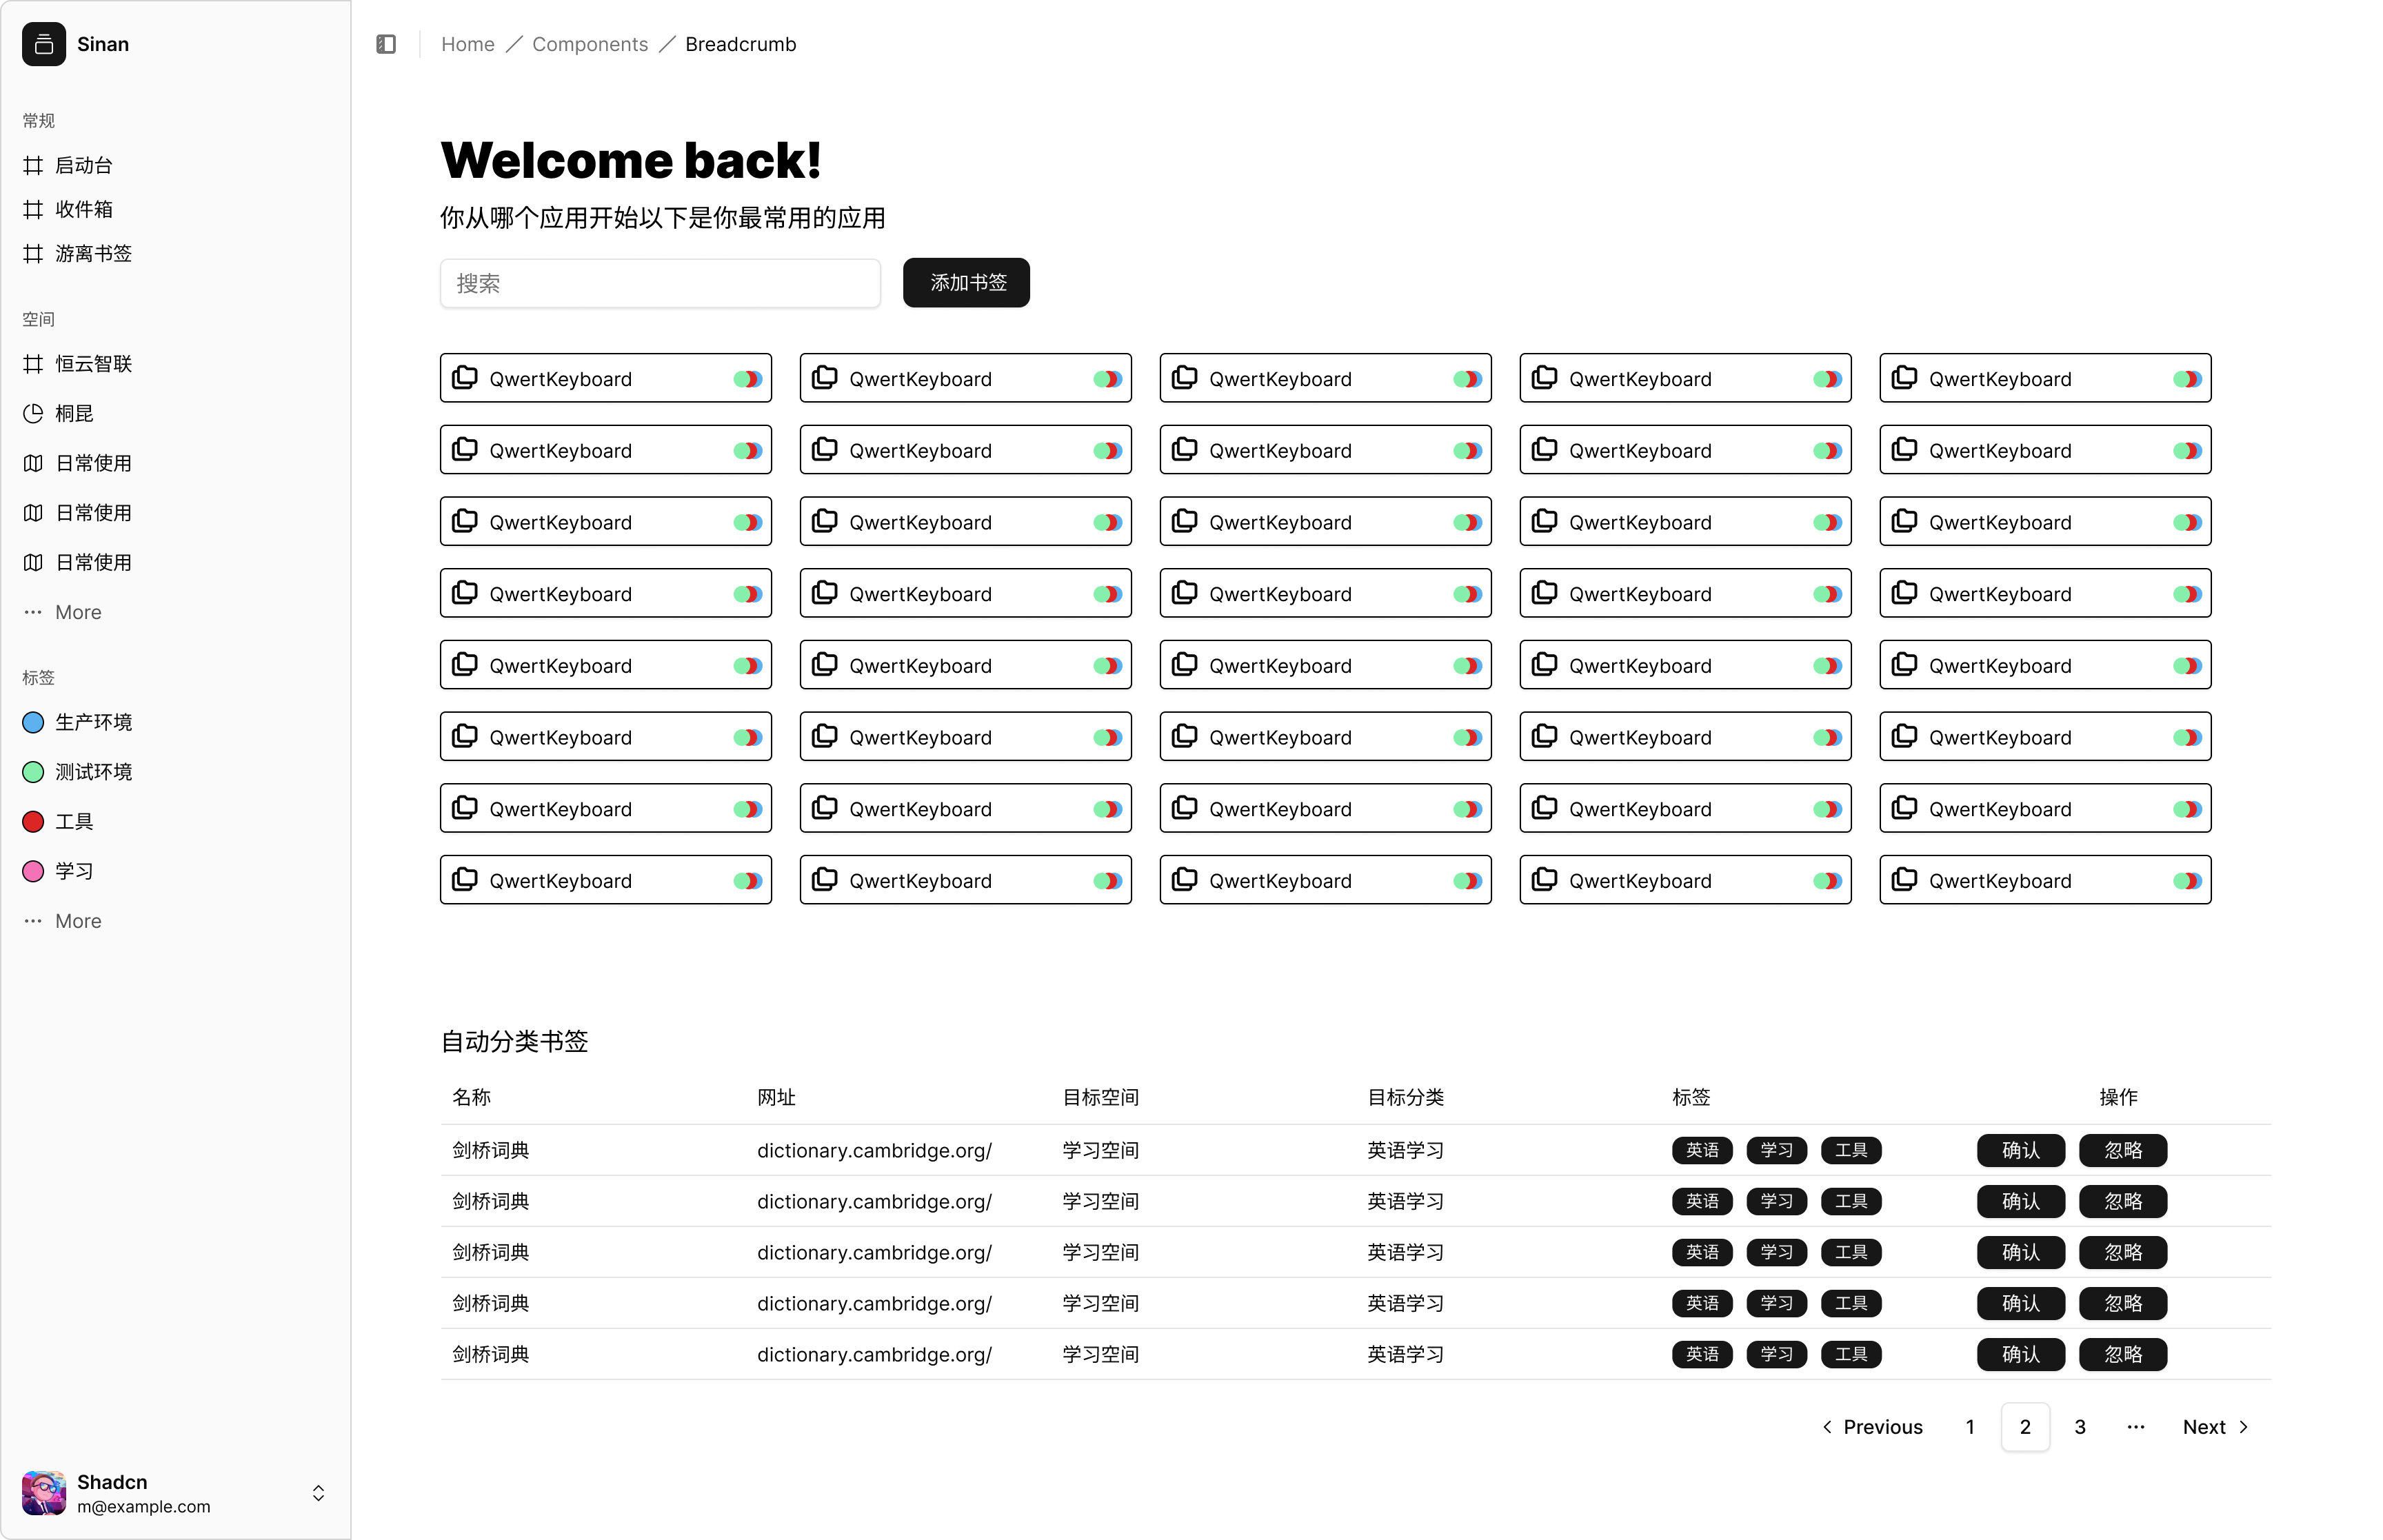 Sinan
常规
启动台
收件箱
游离书签
空间
恒云智联
桐昆
日常使用
日常使用
日常使用
More
标签
生产环境
测试环境
工具
学习
More
Shadcn
m@example.com
Home / Components / Breadcrumb
Welcome back!
你从哪个应用开始以下是你最常用的应用
搜索 添加书签
QwertKeyboard QwertKeyboard QwertKeyboard QwertKeyboard QwertKeyboard
QwertKeyboard QwertKeyboard QwertKeyboard QwertKeyboard QwertKeyboard
QwertKeyboard QwertKeyboard QwertKeyboard QwertKeyboard QwertKeyboard
QwertKeyboard QwertKeyboard QwertKeyboard QwertKeyboard QwertKeyboard
QwertKeyboard QwertKeyboard QwertKeyboard QwertKeyboard QwertKeyboard
QwertKeyboard QwertKeyboard QwertKeyboard QwertKeyboard QwertKeyboard
QwertKeyboard QwertKeyboard QwertKeyboard QwertKeyboard QwertKeyboard
QwertKeyboard QwertKeyboard QwertKeyboard QwertKeyboard QwertKeyboard
自动分类书签
名称 网址 目标空间 目标分类 标签 操作
剑桥词典 dictionary.cambridge.org/ 学习空间 英语学习 英语 学习 工具 确认 忽略
剑桥词典 dictionary.cambridge.org/ 学习空间 英语学习 英语 学习 工具 确认 忽略
剑桥词典 dictionary.cambridge.org/ 学习空间 英语学习 英语 学习 工具 确认 忽略
剑桥词典 dictionary.cambridge.org/ 学习空间 英语学习 英语 学习 工具 确认 忽略
剑桥词典 dictionary.cambridge.org/ 学习空间 英语学习 英语 学习 工具 确认 忽略
Previous 1 2 3 ··· Next